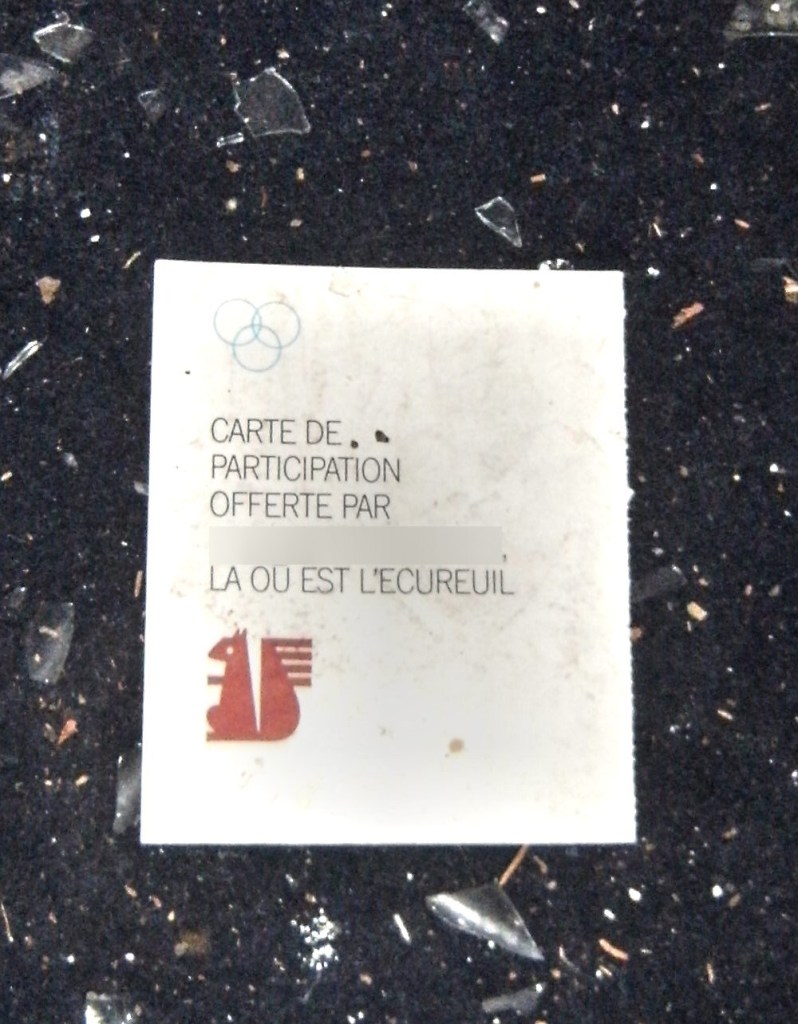 CARTE DE
PARTICIPATION
OFFERTE PAR
,
LA OU EST L'ECUREUIL